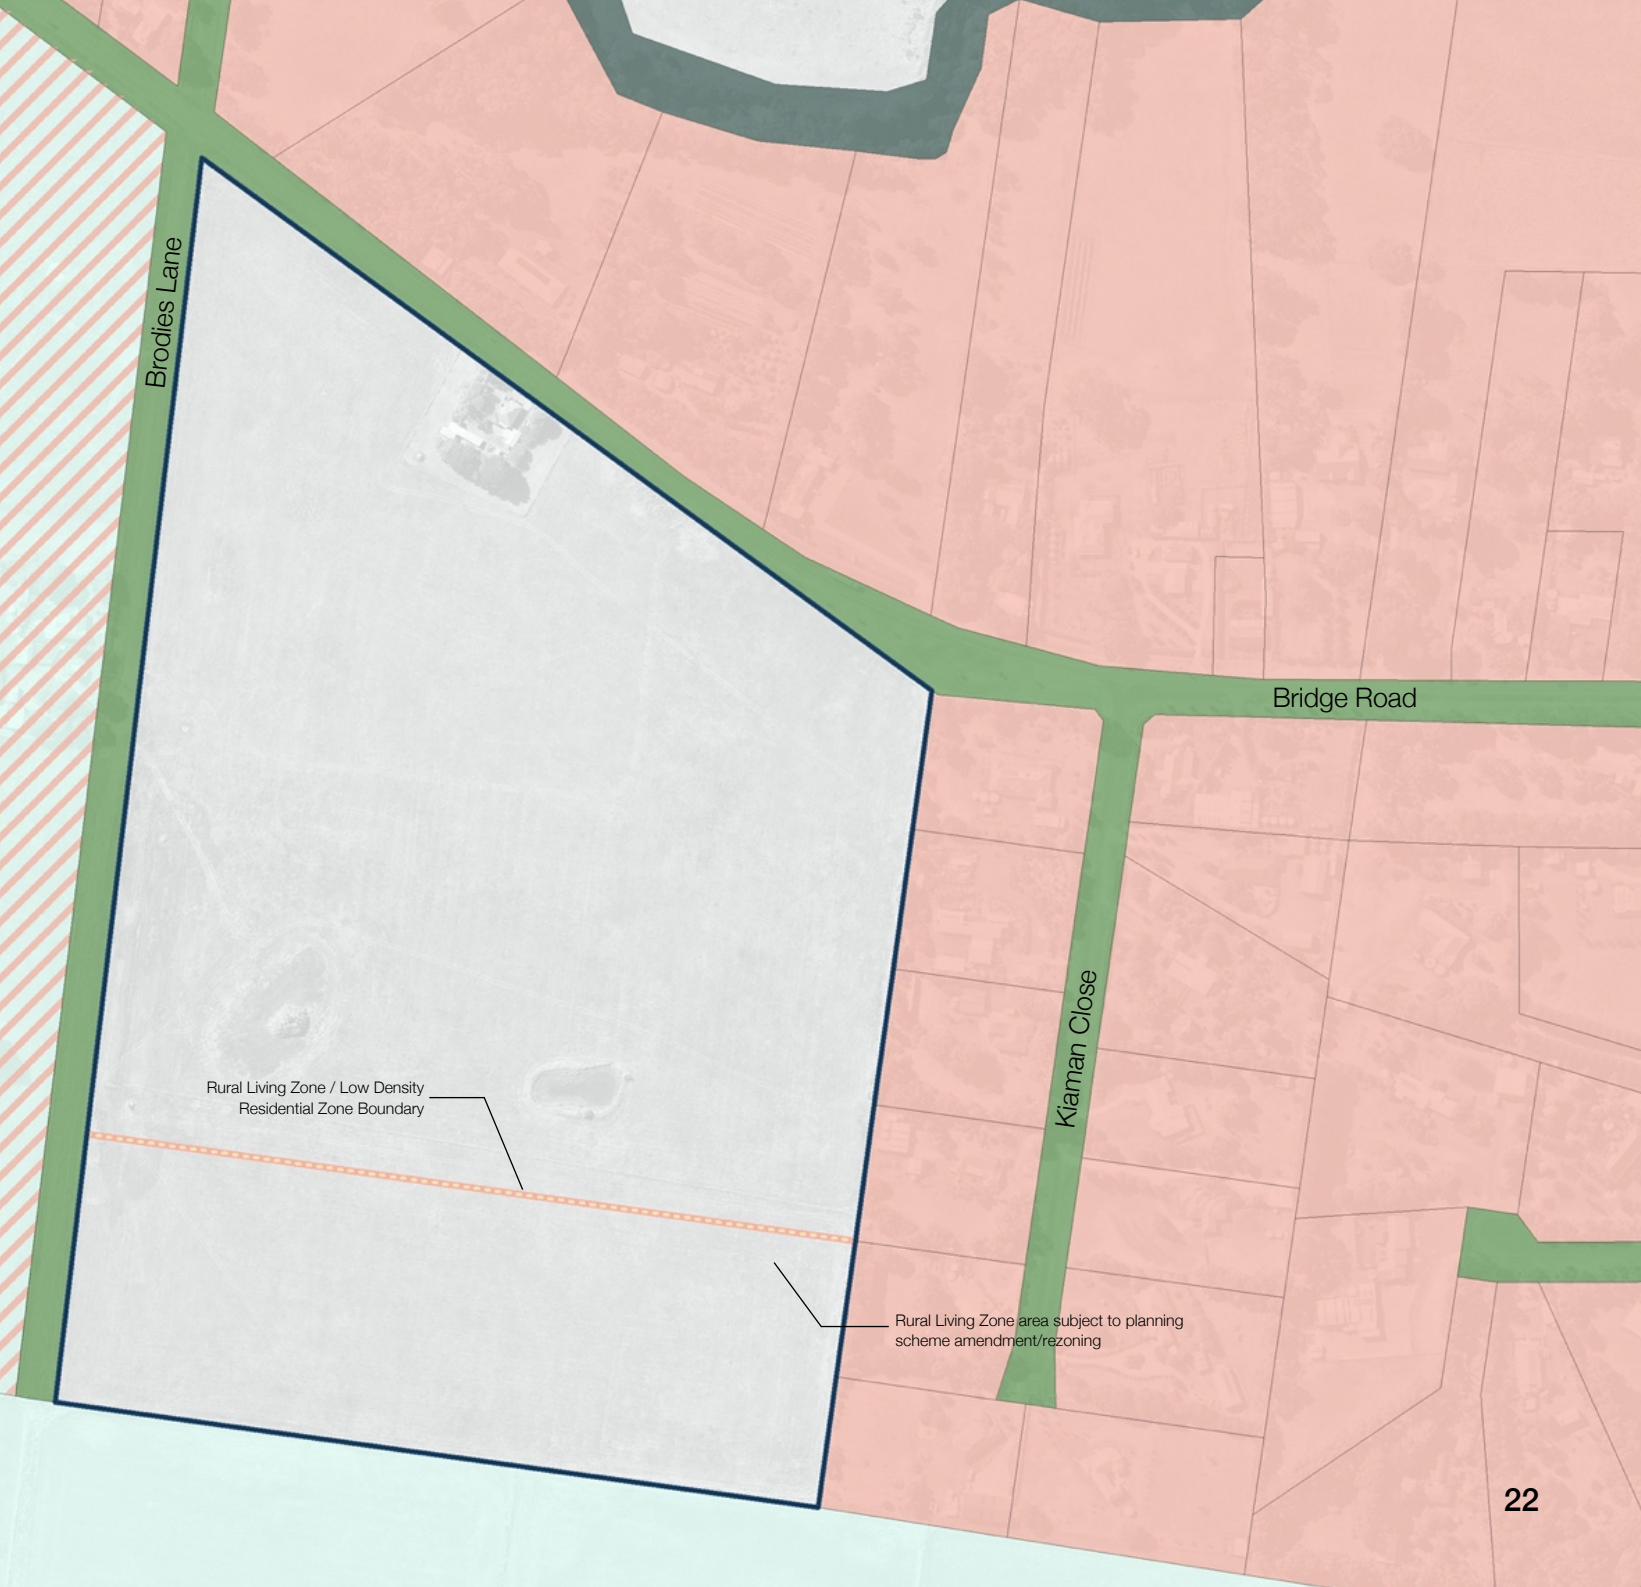 Brodies Lane
Bridge Road
Kiaman Close
Rural Living Zone / Low Density
Residential Zone Boundary
Rural Living Zone area subject to planning
scheme amendment/rezoning
22